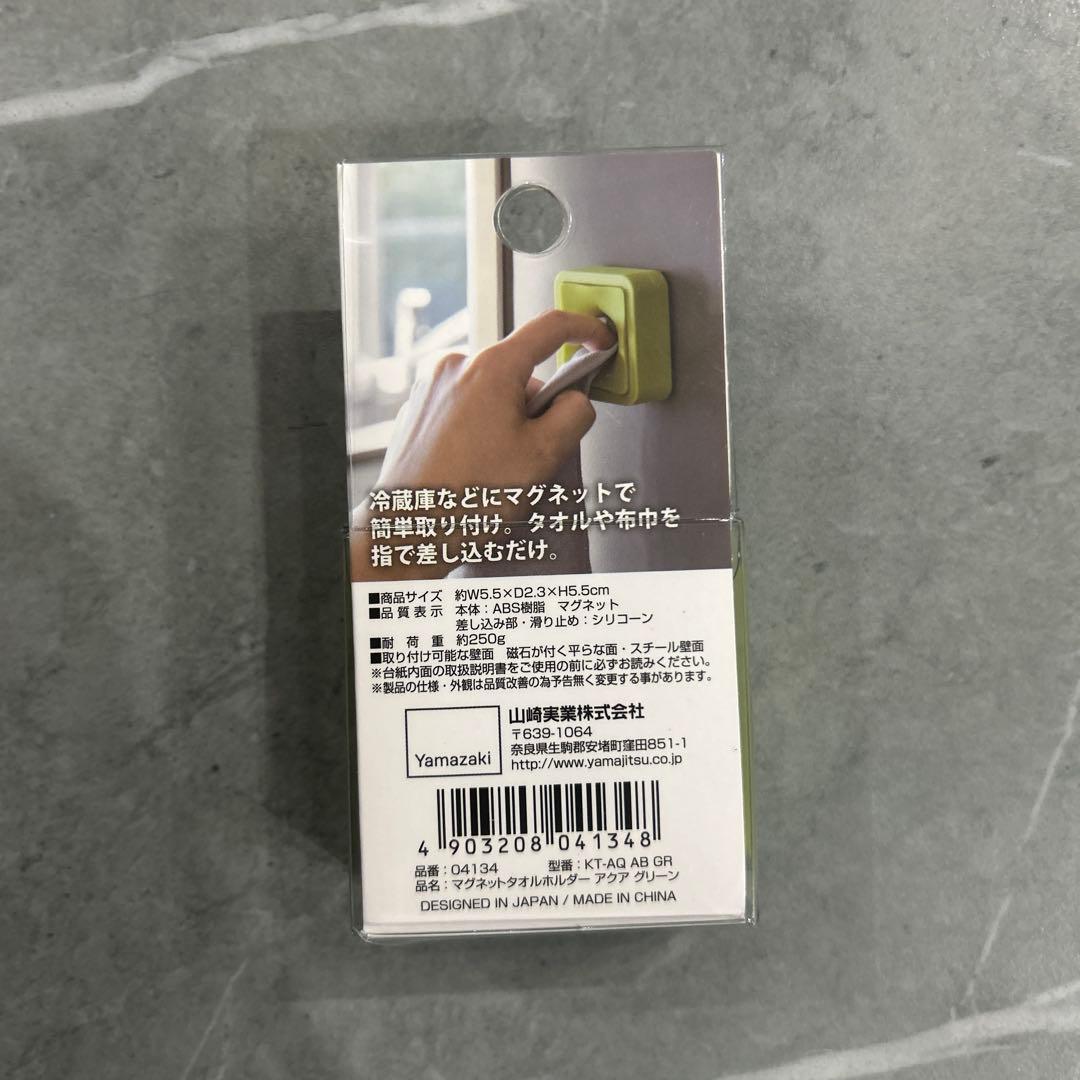 冷蔵庫などにマグネットで
簡単取り付け。タオルや布巾を
指で差し込むだけ。
■商品サイズ 約W5.5×D2.3×H5.5cm
■品質表示 本体：ABS樹脂 マグネット
差し込み部・滑り止め：シリコーン
■耐荷重 約250g
■取り付け可能な壁面 磁石が付く平らな面・スチール壁面
※台紙内面の取扱説明書をご使用の前に必ずお読みください。
※製品の仕様・外観は品質改善の為予告無く変更する事があります。
Yamazaki
山崎実業株式会社
〒639-1064
奈良県生駒郡安堵町窪田851-1
http://www.yamajitsu.co.jp
4 903208 041348
品番：04134 型番：KT-AQ AB GR
品名：マグネットタオルホルダー アクア グリーン
DESIGNED IN JAPAN / MADE IN CHINA